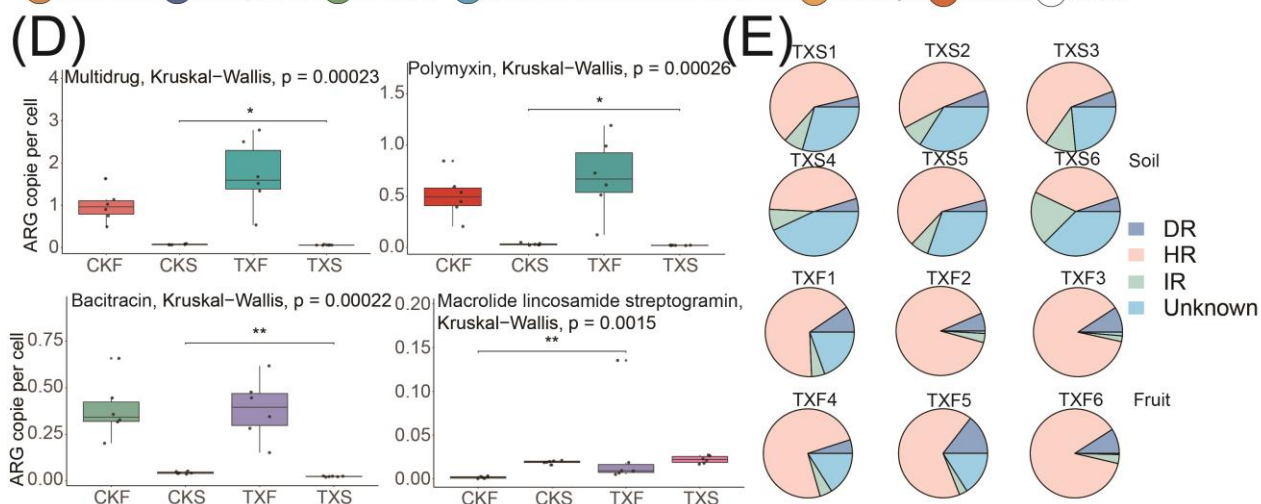 (D)
Multidrug, Kruskal−Wallis, p = 0.00023
ARG copie per cell
4
3
2
1
0
*
CKF CKS TXF TXS
Polymyxin, Kruskal−Wallis, p = 0.00026
1.5
1.0
0.5
0.0
*
CKF CKS TXF TXS
Bacitracin, Kruskal−Wallis, p = 0.00022
ARG copie per cell
0.75
0.50
0.25
0.00
**
CKF CKS TXF TXS
Macrolide lincosamide streptogramin,
Kruskal−Wallis, p = 0.0015
0.20
0.15
0.10
0.05
0.00
**
CKF CKS TXF TXS
(E)
TXS1 TXS2 TXS3
TXS4 TXS5 TXS6 Soil
DR
HR
IR
Unknown
TXF1 TXF2 TXF3
TXF4 TXF5 TXF6 Fruit